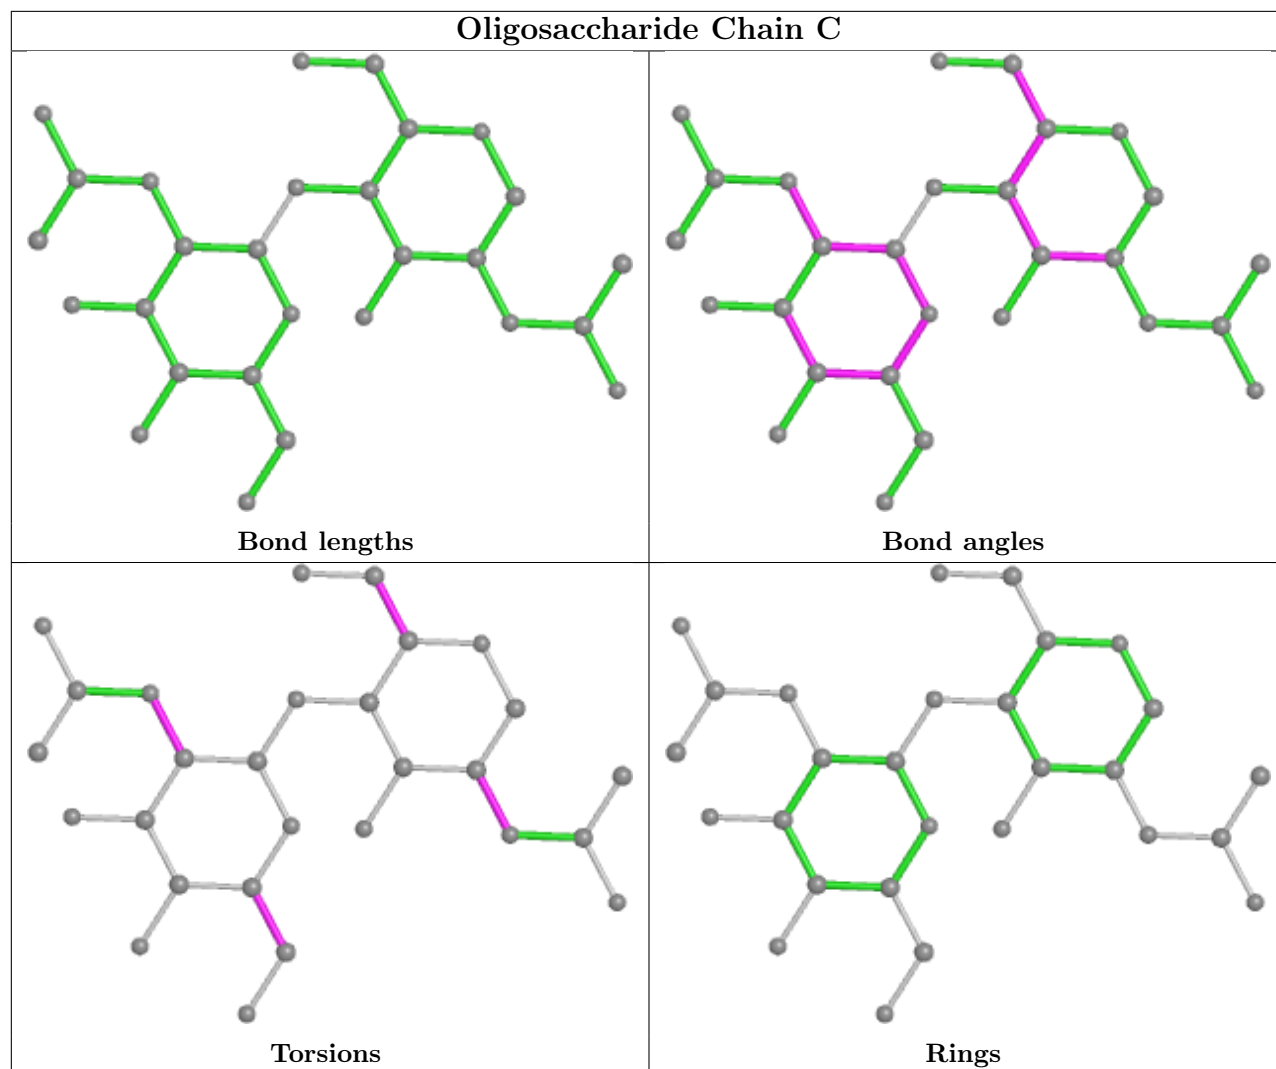 Oligosaccharide Chain C
Bond lengths
Bond angles
Torsions
Rings